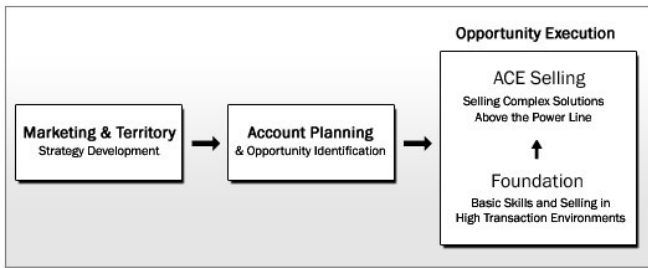 Opportunity Execution
Marketing & Territory
Strategy Development
Account Planning
& Opportunity Identification
ACE Selling
Selling Complex Solutions
Above the Power Line
Foundation
Basic Skills and Selling in
High Transaction Environments